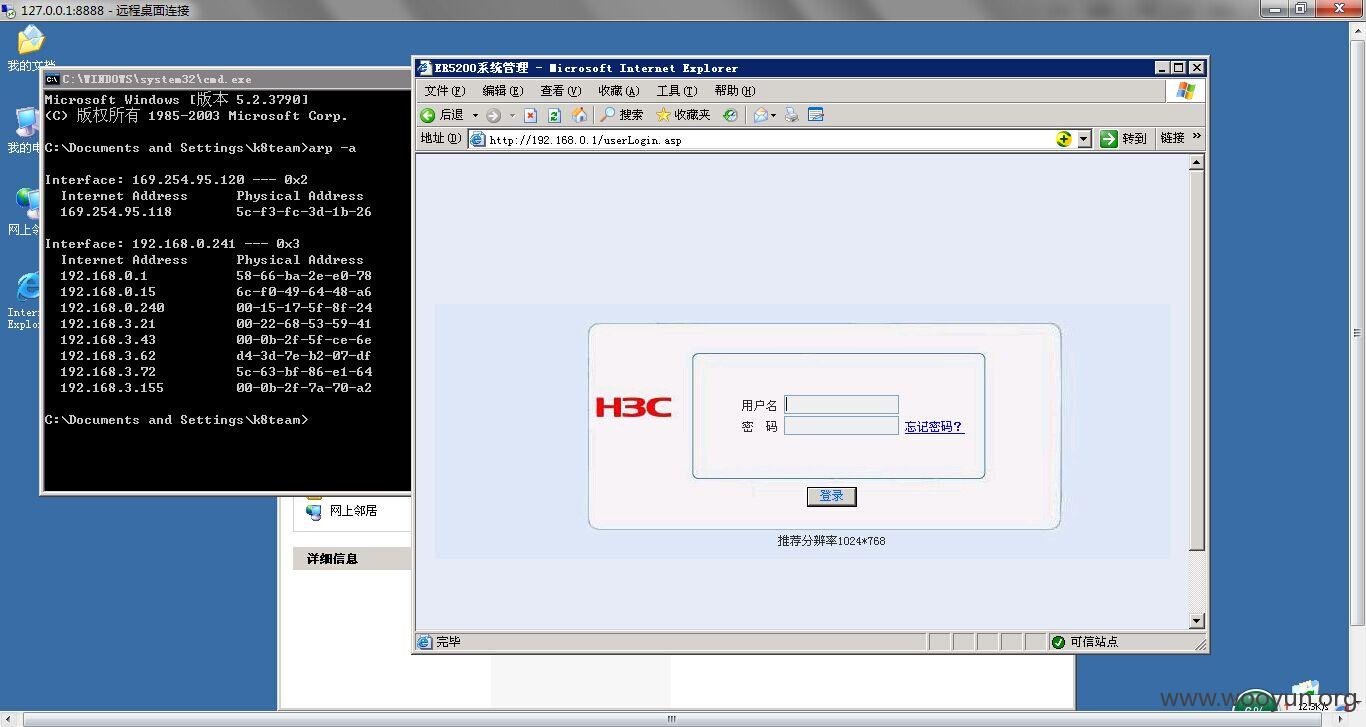 127.0.0.1:8888 - 远程桌面连接
我的文档
我的电
网上邻
Inter
Explo
C:\WINDOWS\system32\cmd.exe
Microsoft Windows [版本 5.2.3790]
(C) 版权所有 1985-2003 Microsoft Corp.
C:\Documents and Settings\k8team>arp -a
Interface: 169.254.95.120 --- 0x2
Internet Address Physical Address
169.254.95.118 5c-f3-fc-3d-1b-26
Interface: 192.168.0.241 --- 0x3
Internet Address Physical Address
192.168.0.1 58-66-ba-2e-e0-78
192.168.0.15 6c-f0-49-64-48-a6
192.168.0.240 00-15-17-5f-8f-24
192.168.3.21 00-22-68-53-59-41
192.168.3.43 00-0b-2f-5f-ce-6e
192.168.3.62 d4-3d-7e-b2-07-df
192.168.3.72 5c-63-bf-86-e1-64
192.168.3.155 00-0b-2f-7a-70-a2
C:\Documents and Settings\k8team>
网上邻居
详细信息
ER5200系统管理 - Microsoft Internet Explorer
文件(F) 编辑(E) 查看(V) 收藏(A) 工具(T) 帮助(H)
后退 搜索 收藏夹
地址(D) http://192.168.0.1/userLogin.asp 转到 链接 »
H3C
用户名
密 码 忘记密码?
登录
推荐分辨率1024*768
完毕 可信站点
www.wooyun.org